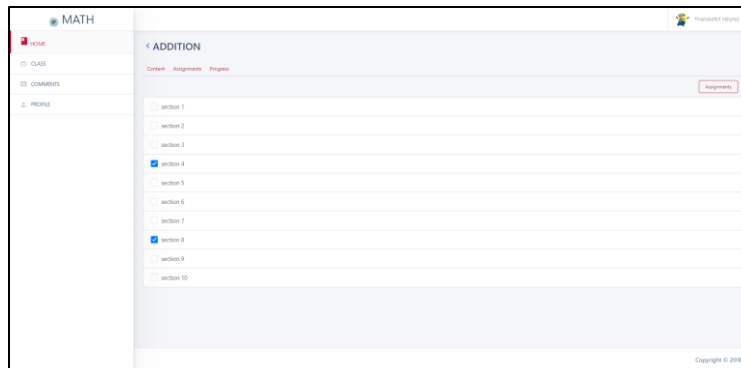 MATH
HOME
CLASS
COMMENTS
PROFILE
ADDITION
Content Assignments Progress
Assignments
section 1
section 2
section 3
section 4
section 5
section 6
section 7
section 8
section 9
section 10
Copyright © 2018